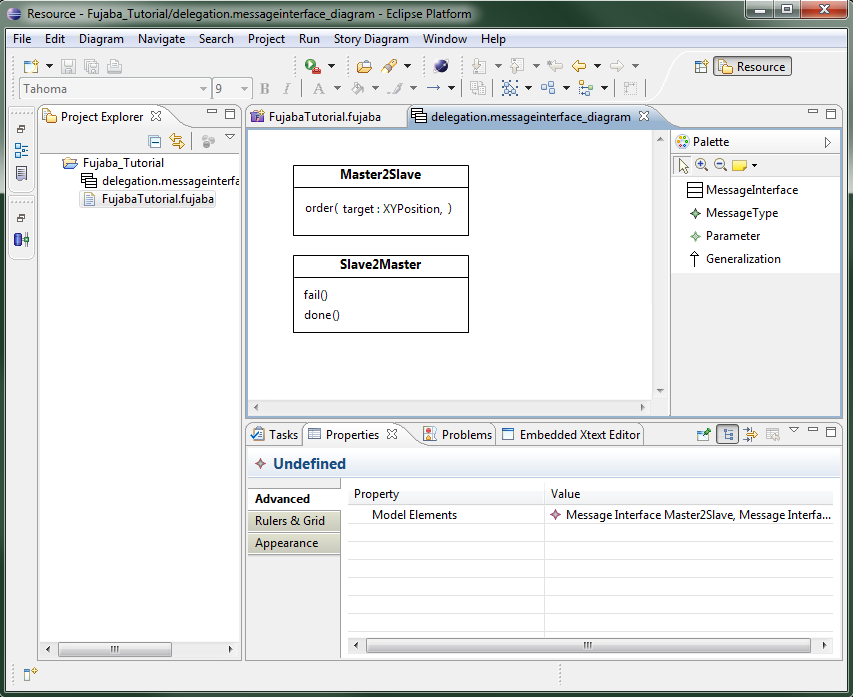 Resource - Fujaba_Tutorial/delegation.messageinterface_diagram - Eclipse Platform
File Edit Diagram Navigate Search Project Run Story Diagram Window Help
Resource
Tahoma 9 B I A
Project Explorer
Fujaba_Tutorial
delegation.messageinterfa
FujabaTutorial.fujaba
FujabaTutorial.fujaba delegation.messageinterface_diagram
Master2Slave
order( target : XYPosition, )
Slave2Master
fail()
done()
Palette
MessageInterface
MessageType
Parameter
Generalization
Tasks Properties Problems Embedded Xtext Editor
Undefined
Advanced
Rulers & Grid
Appearance
Property Value
Model Elements Message Interface Master2Slave, Message Interfa...